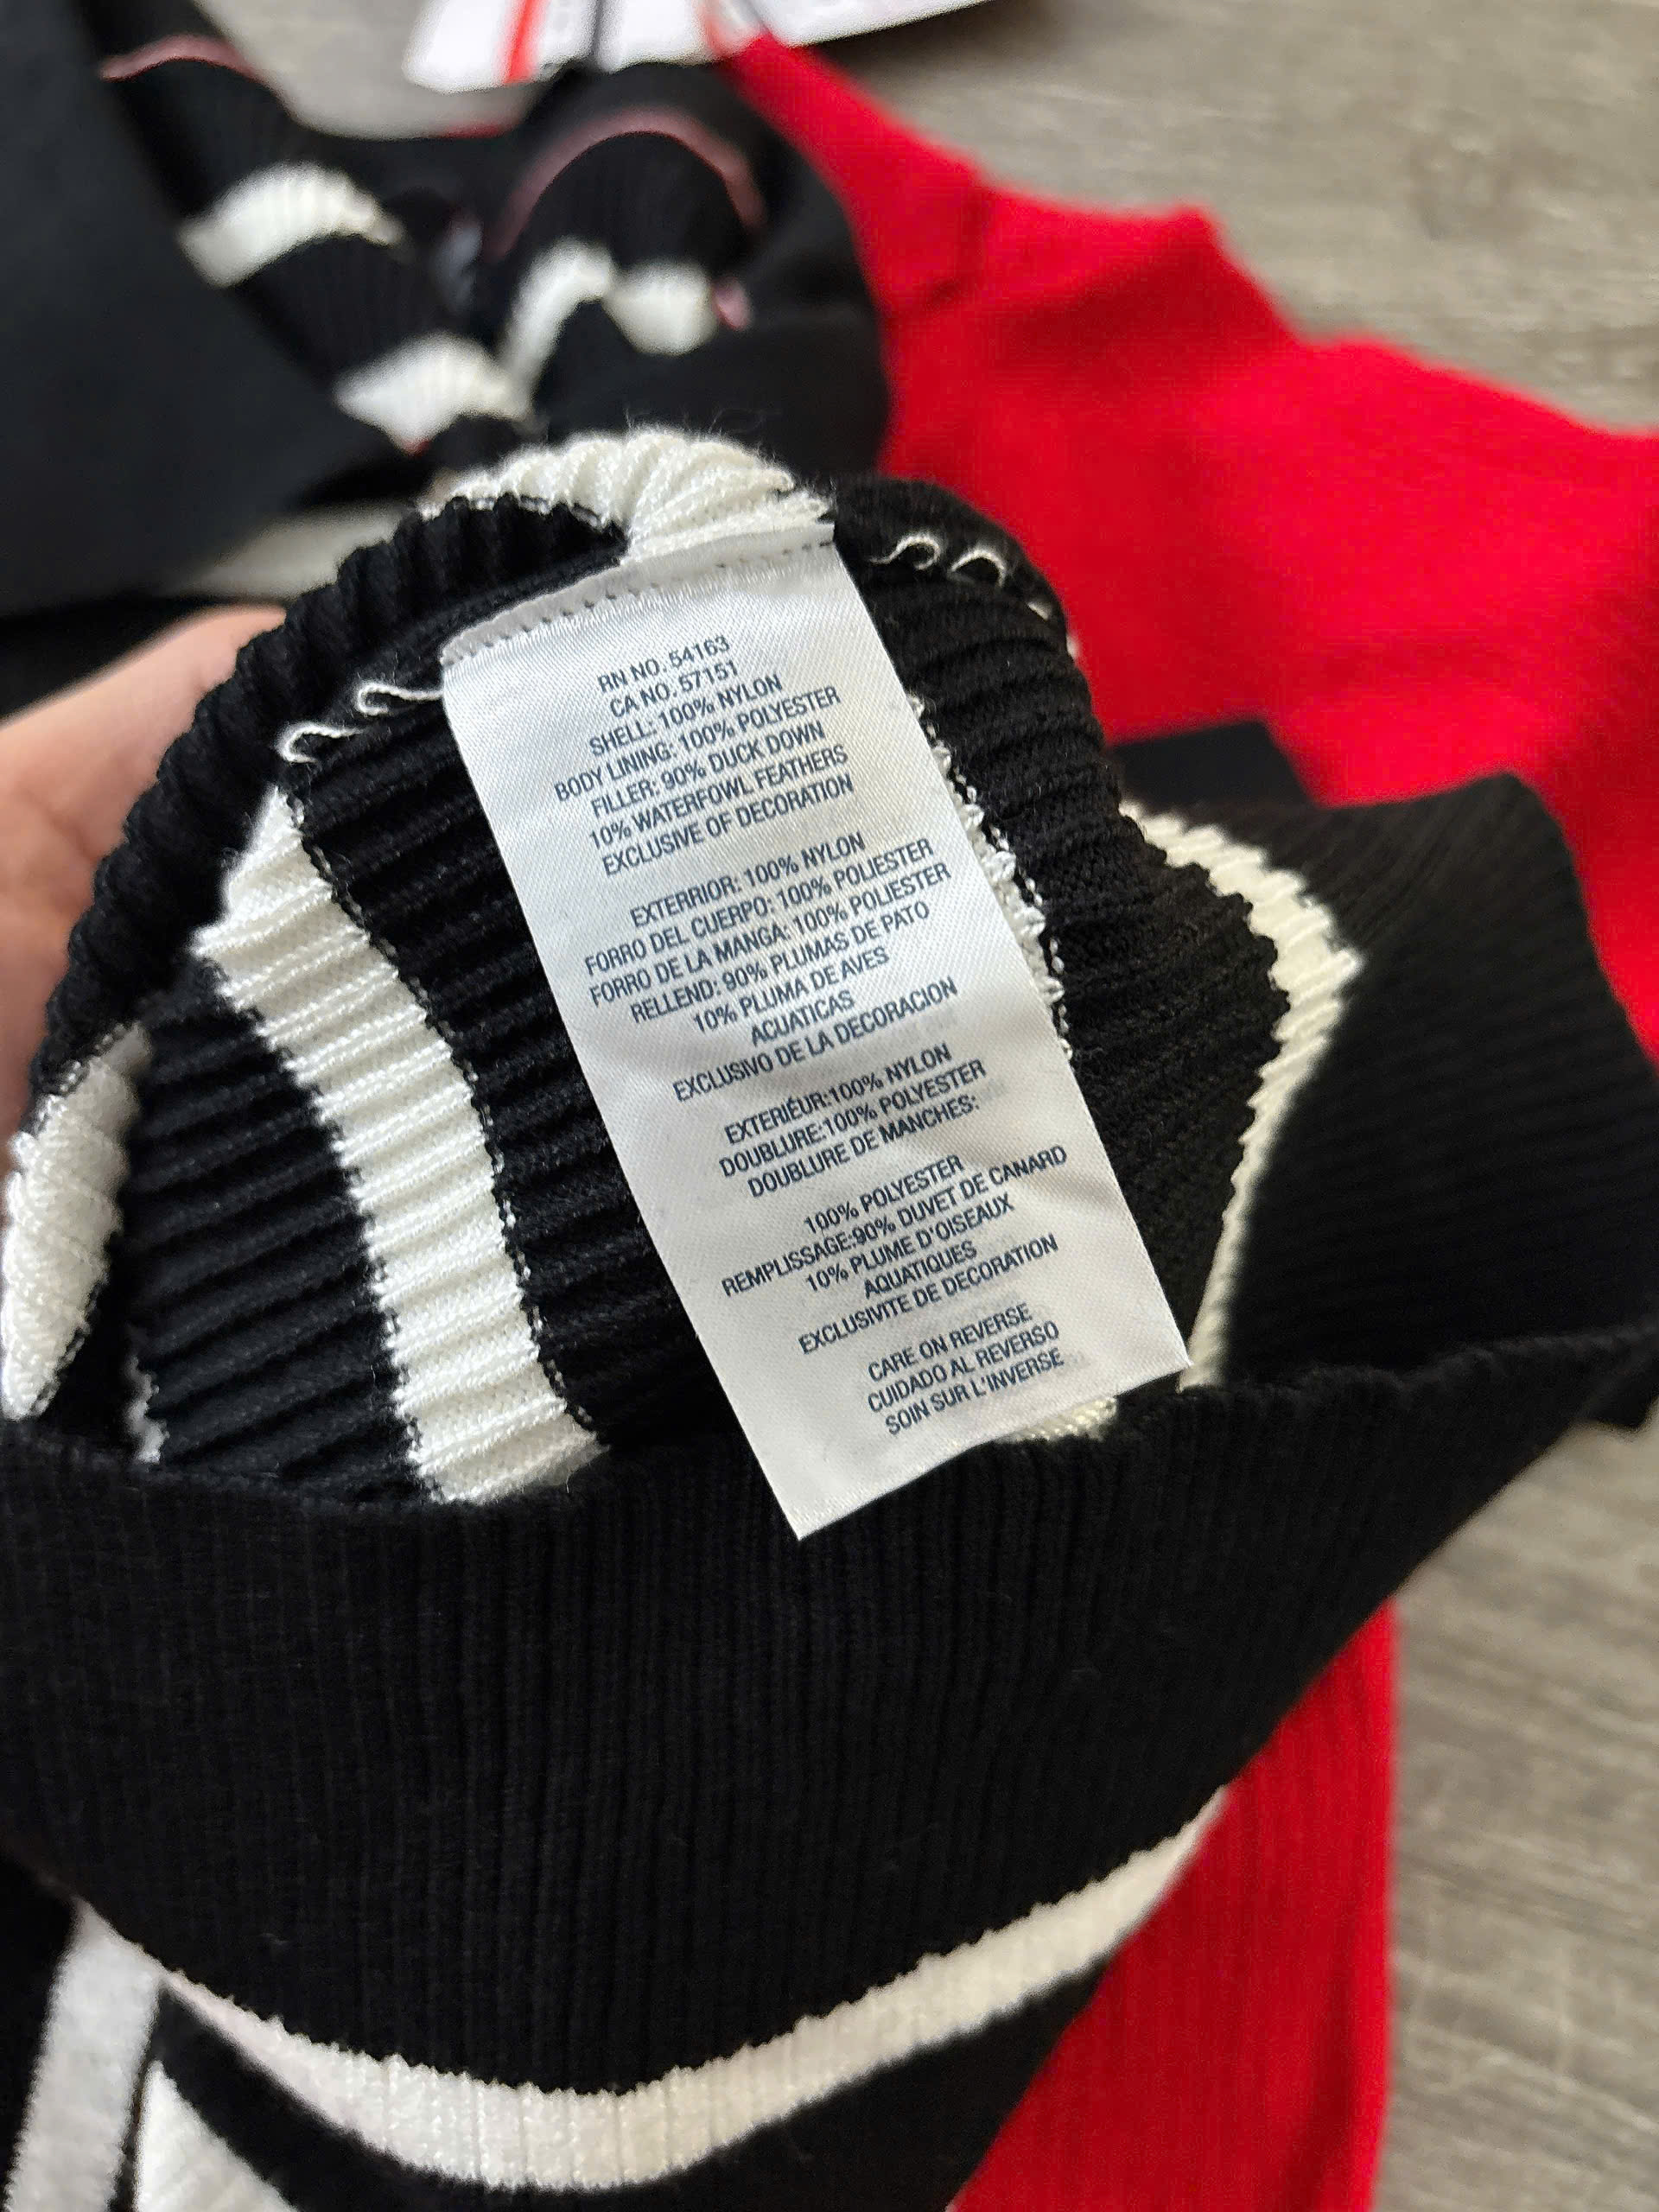 RN NO. 54163
CA NO. 57151
SHELL: 100% NYLON
BODY LINING: 100% POLYESTER
FILLER: 90% DUCK DOWN
10% WATERFOWL FEATHERS
EXCLUSIVE OF DECORATION
EXTERRIOR: 100% NYLON
FORRO DEL CUERPO: 100% POLIESTER
FORRO DE LA MANGA: 100% POLIESTER
RELLEND: 90% PLUMAS DE PATO
10% PLUMA DE AVES
ACUATICAS
EXCLUSIVO DE LA DECORACION
EXTERIÉUR:100% NYLON
DOUBLURE:100% POLYESTER
DOUBLURE DE MANCHES:
100% POLYESTER
REMPLISSAGE:90% DUVET DE CANARD
10% PLUME D'OISEAUX
AQUATIQUES
EXCLUSIVITE DE DECORATION
CARE ON REVERSE
CUIDADO AL REVERSO
SOIN SUR L'INVERSE